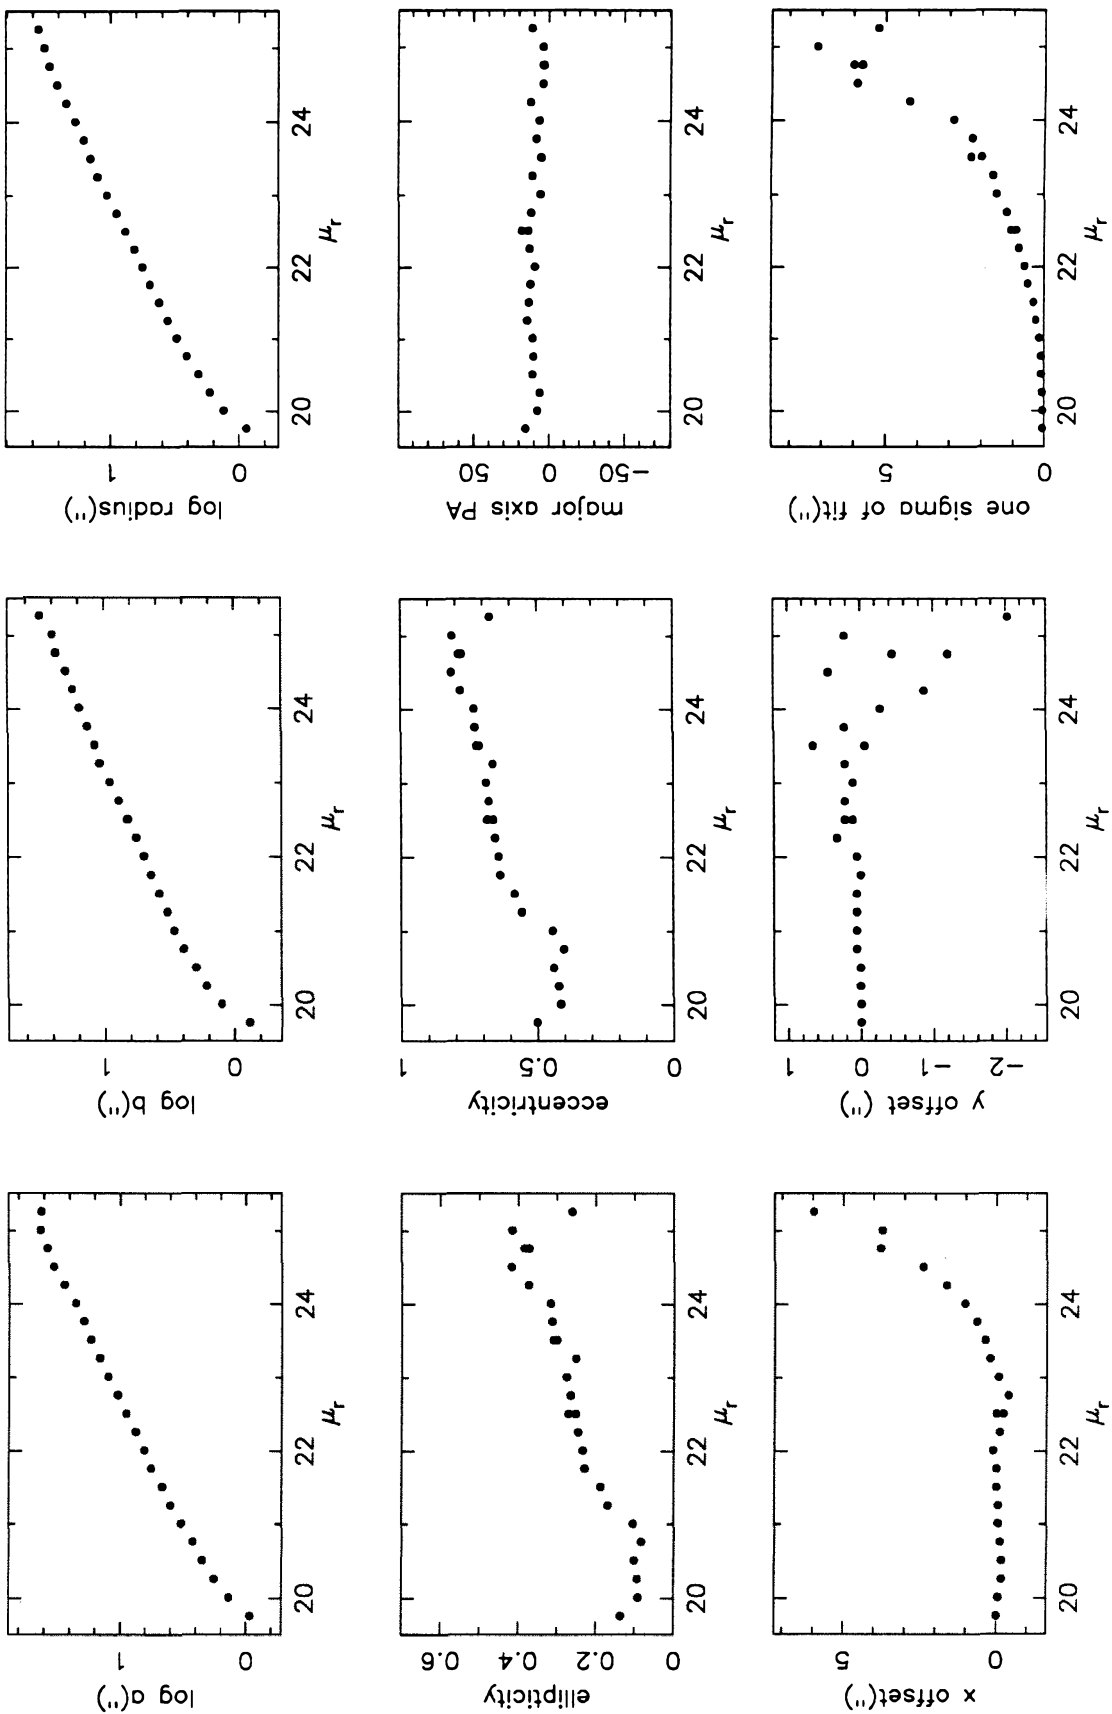 log a(")
1
0
20
22
24
μr
log b(")
1
0
20
22
24
μr
log radius(")
1
0
20
22
24
μr
ellipticity
0.6
0.4
0.2
0
20
22
24
μr
eccentricity
1
0.5
0
20
22
24
μr
major axis PA
50
0
−50
20
22
24
μr
x offset(")
5
0
20
22
24
μr
y offset (")
1
0
−1
−2
20
22
24
μr
one sigma of fit(")
5
0
20
22
24
μr